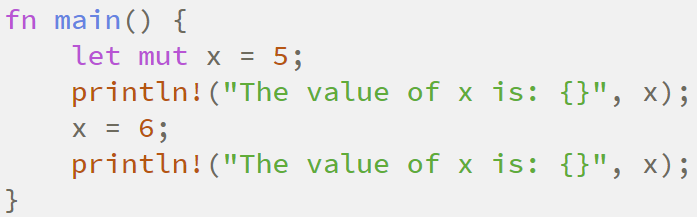 fn main() {
    let mut x = 5;
    println!("The value of x is: {}", x);
    x = 6;
    println!("The value of x is: {}", x);
}